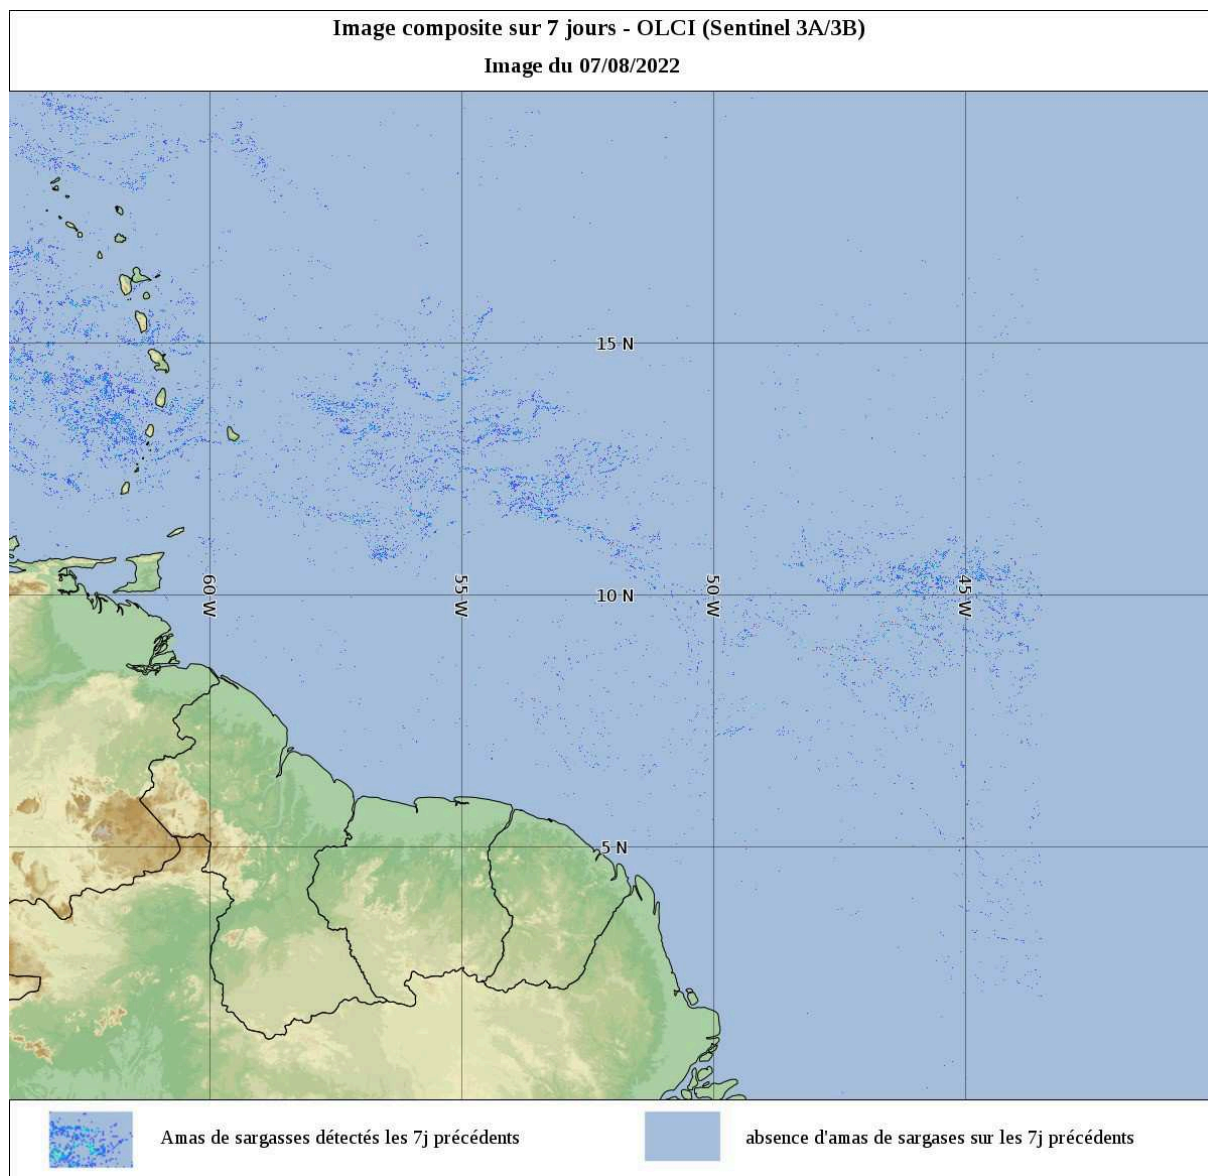 Image composite sur 7 jours - OLCI (Sentinel 3A/3B)
Image du 07/08/2022
15 N
60 W
55 W
10 N
50 W
45 W
5 N
Amas de sargasses détectés les 7j précédents
absence d'amas de sargases sur les 7j précédents